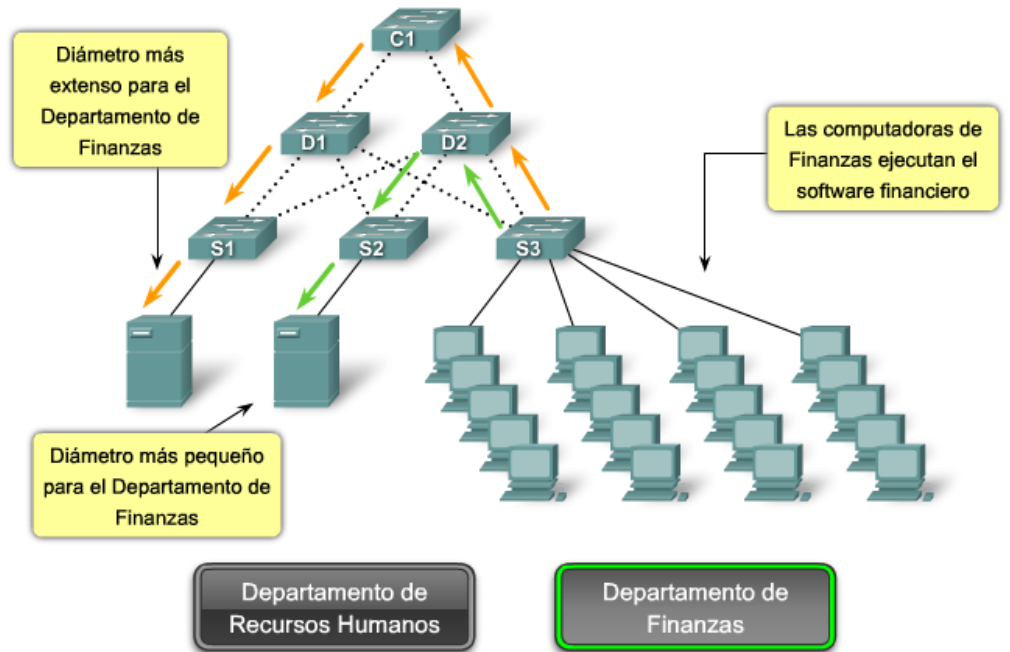 C1
Diámetro más
extenso para el
Departamento de
Finanzas
D1
D2
Las computadoras de
Finanzas ejecutan el
software financiero
S1
S2
S3
Diámetro más pequeño
para el Departamento de
Finanzas
Departamento de
Recursos Humanos
Departamento de
Finanzas